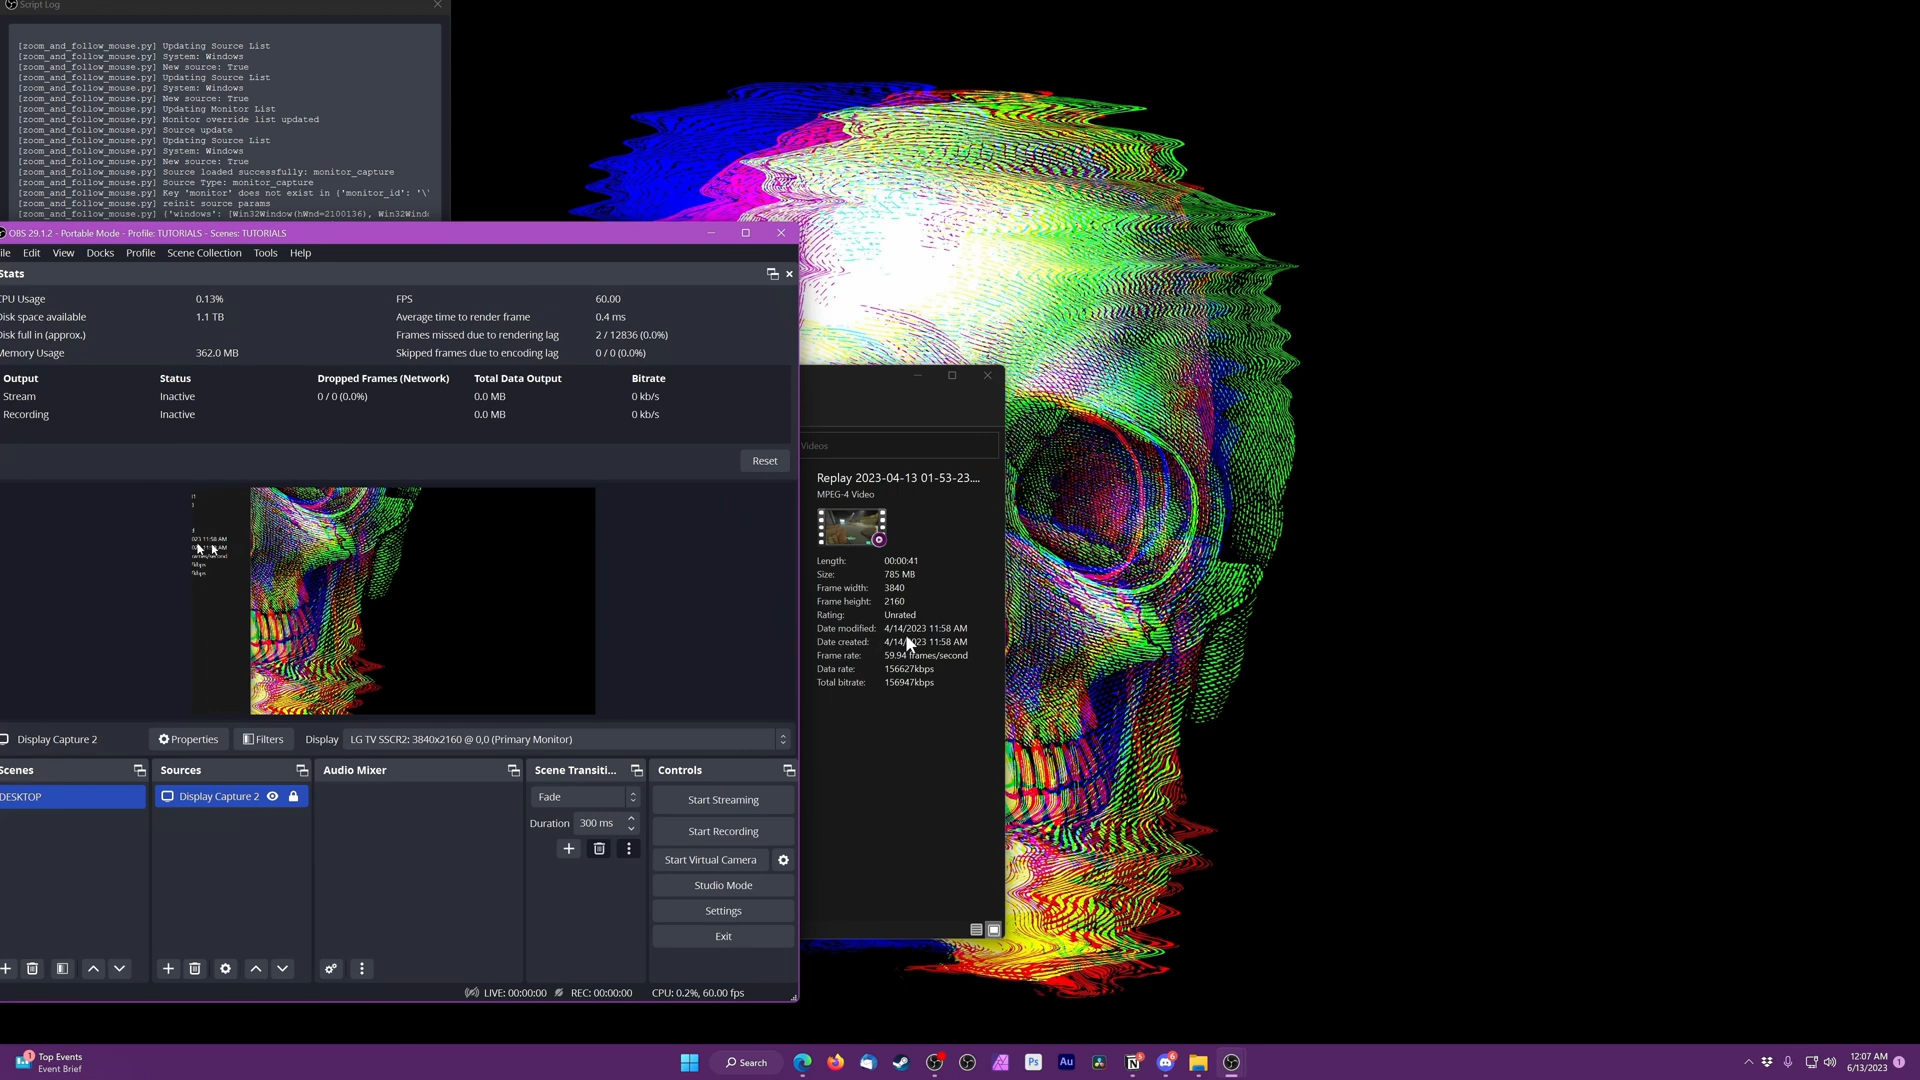 Script Log
[zoom_and_follow_mouse.py] Updating Source List
[zoom_and_follow_mouse.py] System: Windows
[zoom_and_follow_mouse.py] New source: True
[zoom_and_follow_mouse.py] Updating Source List
[zoom_and_follow_mouse.py] System: Windows
[zoom_and_follow_mouse.py] New source: True
[zoom_and_follow_mouse.py] Updating Monitor List
[zoom_and_follow_mouse.py] Monitor override list updated
[zoom_and_follow_mouse.py] Source update
[zoom_and_follow_mouse.py] Updating Source List
[zoom_and_follow_mouse.py] System: Windows
[zoom_and_follow_mouse.py] New source: True
[zoom_and_follow_mouse.py] Source loaded successfully: monitor_capture
[zoom_and_follow_mouse.py] Source Type: monitor_capture
[zoom_and_follow_mouse.py] Key 'monitor' does not exist in {'monitor_id': '\'
[zoom_and_follow_mouse.py] reinit source params
[zoom_and_follow_mouse.py] {'windows': [Win32Window(hWnd=2100136), Win32Wind
OBS 29.1.2 - Portable Mode - Profile: TUTORIALS - Scenes: TUTORIALS
ile Edit View Docks Profile Scene Collection Tools Help
Stats
CPU Usage 0.13% FPS 60.00
Disk space available 1.1 TB Average time to render frame 0.4 ms
Disk full in (approx.) Frames missed due to rendering lag 2 / 12836 (0.0%)
Memory Usage 362.0 MB Skipped frames due to encoding lag 0 / 0 (0.0%)
Output Status Dropped Frames (Network) Total Data Output Bitrate
Stream Inactive 0 / 0 (0.0%) 0.0 MB 0 kb/s
Recording Inactive 0.0 MB 0 kb/s
Reset
Videos
Replay 2023-04-13 01-53-23....
MPEG-4 Video
Length: 00:00:41
Size: 785 MB
Frame width: 3840
Frame height: 2160
Rating: Unrated
Date modified: 4/14/2023 11:58 AM
Date created: 4/14/2023 11:58 AM
Frame rate: 59.94 frames/second
Data rate: 156627kbps
Total bitrate: 156947kbps
Display Capture 2 Properties Filters Display LG TV SSCR2: 3840x2160 @ 0,0 (Primary Monitor)
Scenes Sources Audio Mixer Scene Transiti... Controls
DESKTOP Display Capture 2 Fade Start Streaming
Duration 300 ms Start Recording
Start Virtual Camera
Studio Mode
Settings
Exit
LIVE: 00:00:00 REC: 00:00:00 CPU: 0.2%, 60.00 fps
1 Top Events
Event Brief
Search
Ps Au
12:07 AM
6/13/2023
1